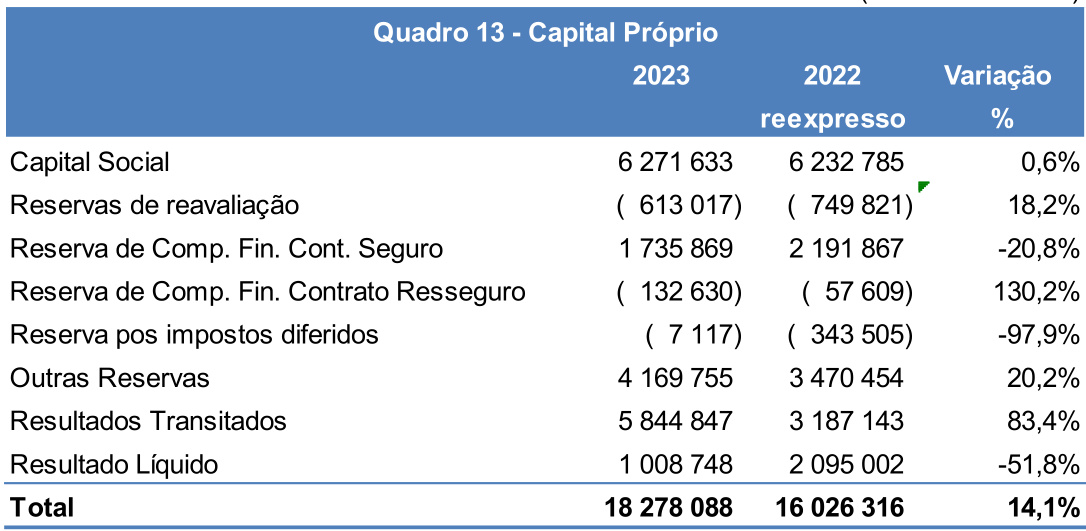 Quadro 13 - Capital Próprio
2023 2022 Variação
reexpresso %
Capital Social 6 271 633 6 232 785 0,6%
Reservas de reavaliação ( 613 017) ( 749 821) 18,2%
Reserva de Comp. Fin. Cont. Seguro 1 735 869 2 191 867 -20,8%
Reserva de Comp. Fin. Contrato Resseguro ( 132 630) ( 57 609) 130,2%
Reserva pos impostos diferidos ( 7 117) ( 343 505) -97,9%
Outras Reservas 4 169 755 3 470 454 20,2%
Resultados Transitados 5 844 847 3 187 143 83,4%
Resultado Líquido 1 008 748 2 095 002 -51,8%
Total 18 278 088 16 026 316 14,1%